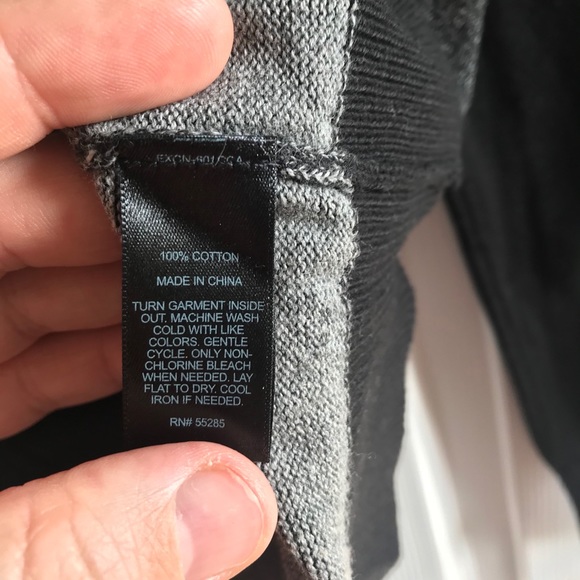 100% COTTON
MADE IN CHINA
TURN GARMENT INSIDE
OUT. MACHINE WASH
COLD WITH LIKE
COLORS. GENTLE
CYCLE. ONLY NON-
CHLORINE BLEACH
WHEN NEEDED. LAY
FLAT TO DRY. COOL
IRON IF NEEDED.
RN# 55285